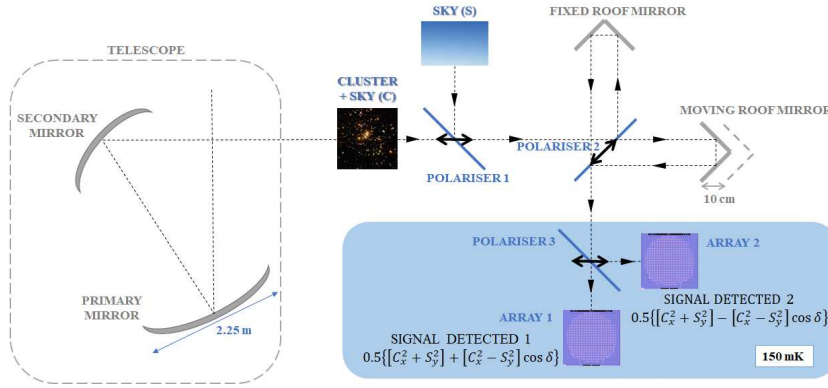 SKY (S)
FIXED ROOF MIRROR
TELESCOPE
CLUSTER
+ SKY (C)
SECONDARY
MIRROR
MOVING ROOF MIRROR
POLARISER 2
POLARISER 1
10 cm
POLARISER 3
ARRAY 2
PRIMARY
MIRROR
2.25 m
ARRAY 1
SIGNAL DETECTED 2
0.5{[C_x^2 + S_y^2] − [C_x^2 − S_y^2] cos δ}
SIGNAL DETECTED 1
0.5{[C_x^2 + S_y^2] + [C_x^2 − S_y^2] cos δ}
150 mK